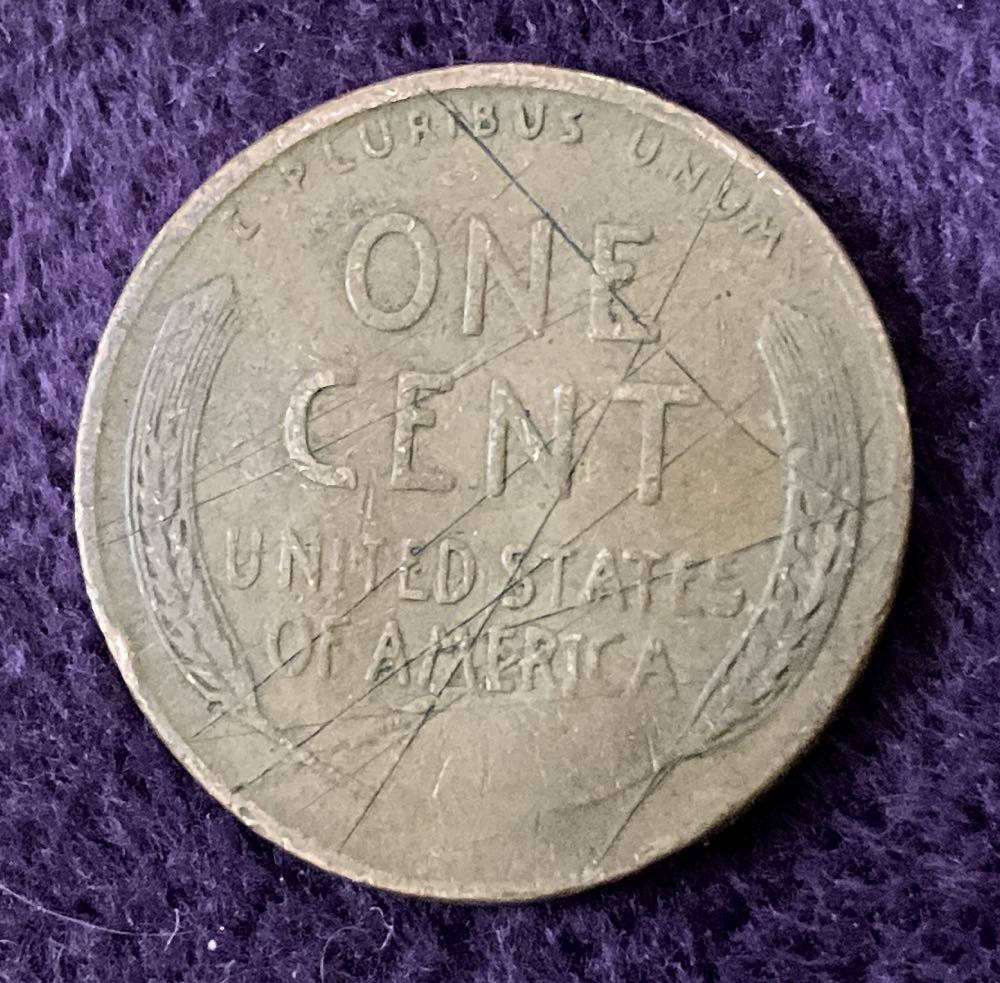 E PLURIBUS UNUM
ONE
CENT
UNITED STATES
OF AMERICA